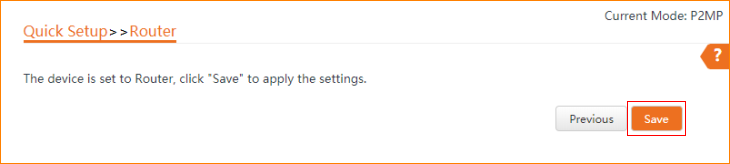 Current Mode: P2MP
Quick Setup>>Router
?
The device is set to Router, click "Save" to apply the settings.
Previous Save